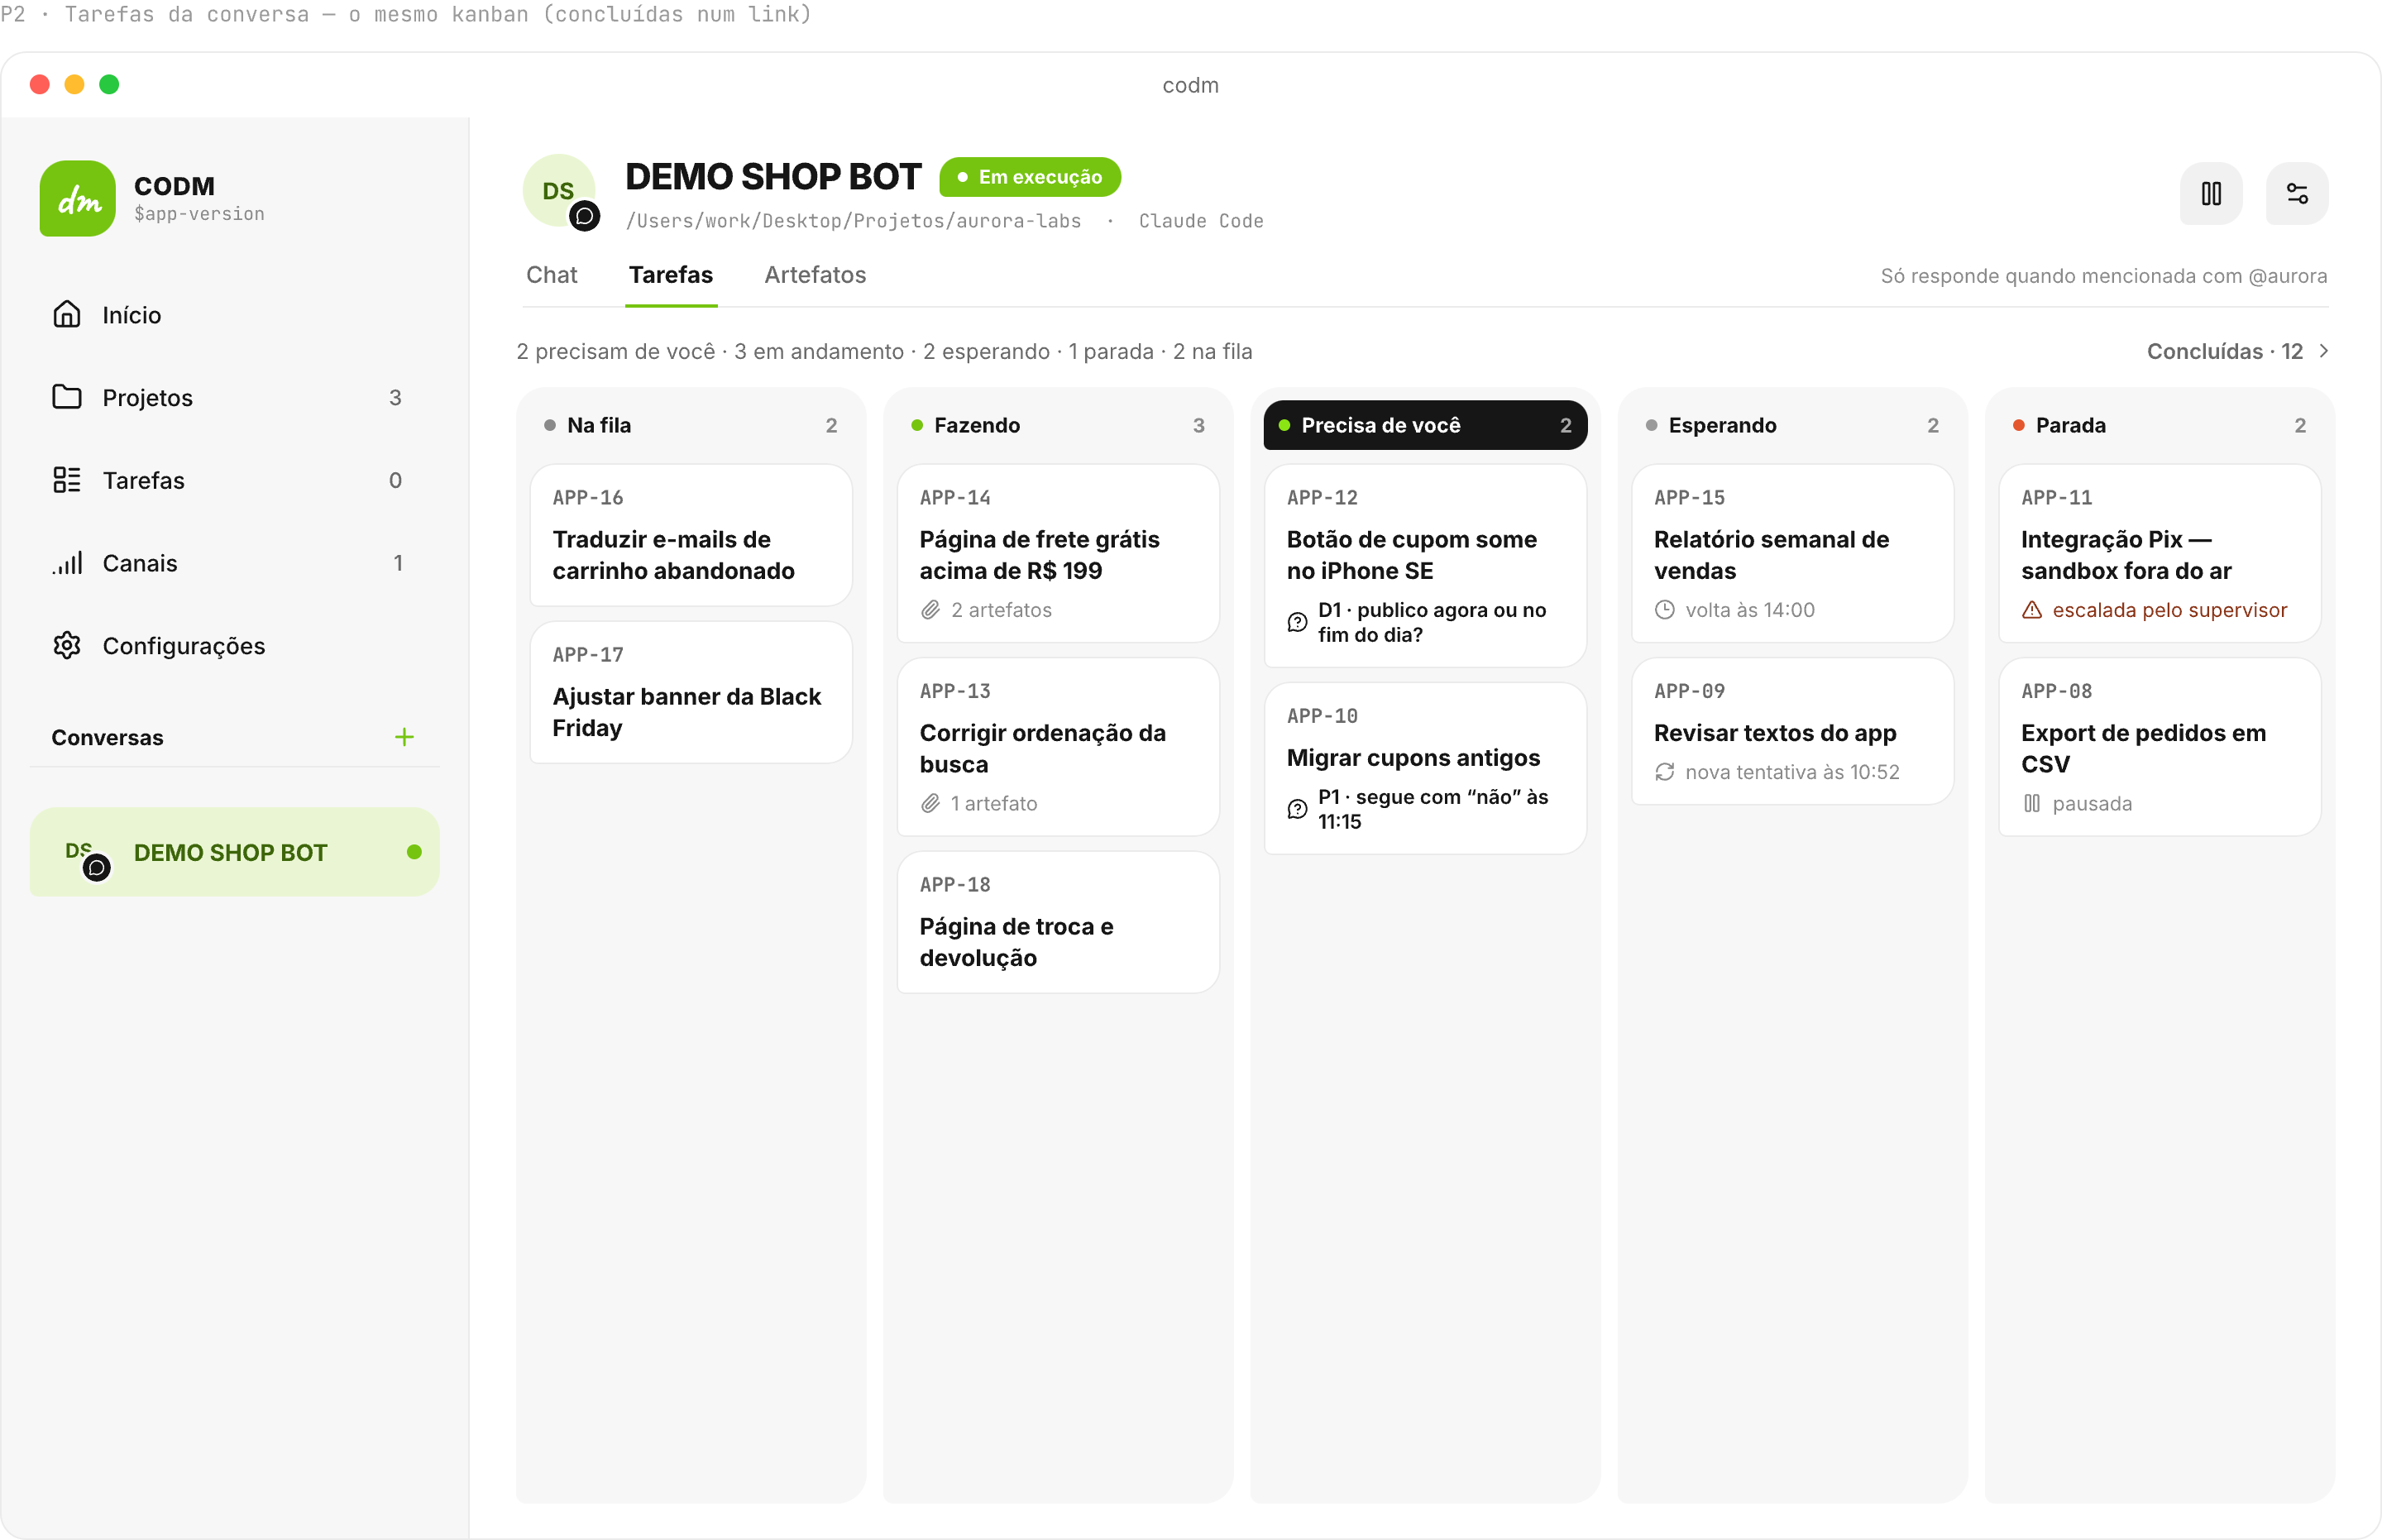 P2 · Tarefas da conversa — o mesmo kanban (concluídas num link)
codm
dm
CODM
$app-version
Início
Projetos 3
Tarefas 0
Canais 1
Configurações
Conversas +
DS
DEMO SHOP BOT
DS
DEMO SHOP BOT
Em execução
/Users/work/Desktop/Projetos/aurora-labs · Claude Code
Chat Tarefas Artefatos
Só responde quando mencionada com @aurora
2 precisam de você · 3 em andamento · 2 esperando · 1 parada · 2 na fila
Concluídas · 12
Na fila 2
APP-16
Traduzir e-mails de
carrinho abandonado
APP-17
Ajustar banner da Black
Friday
Fazendo 3
APP-14
Página de frete grátis
acima de R$ 199
2 artefatos
APP-13
Corrigir ordenação da
busca
1 artefato
APP-18
Página de troca e
devolução
Precisa de você 2
APP-12
Botão de cupom some
no iPhone SE
D1 · publico agora ou no
fim do dia?
APP-10
Migrar cupons antigos
P1 · segue com “não” às
11:15
Esperando 2
APP-15
Relatório semanal de
vendas
volta às 14:00
APP-09
Revisar textos do app
nova tentativa às 10:52
Parada 2
APP-11
Integração Pix —
sandbox fora do ar
escalada pelo supervisor
APP-08
Export de pedidos em
CSV
pausada